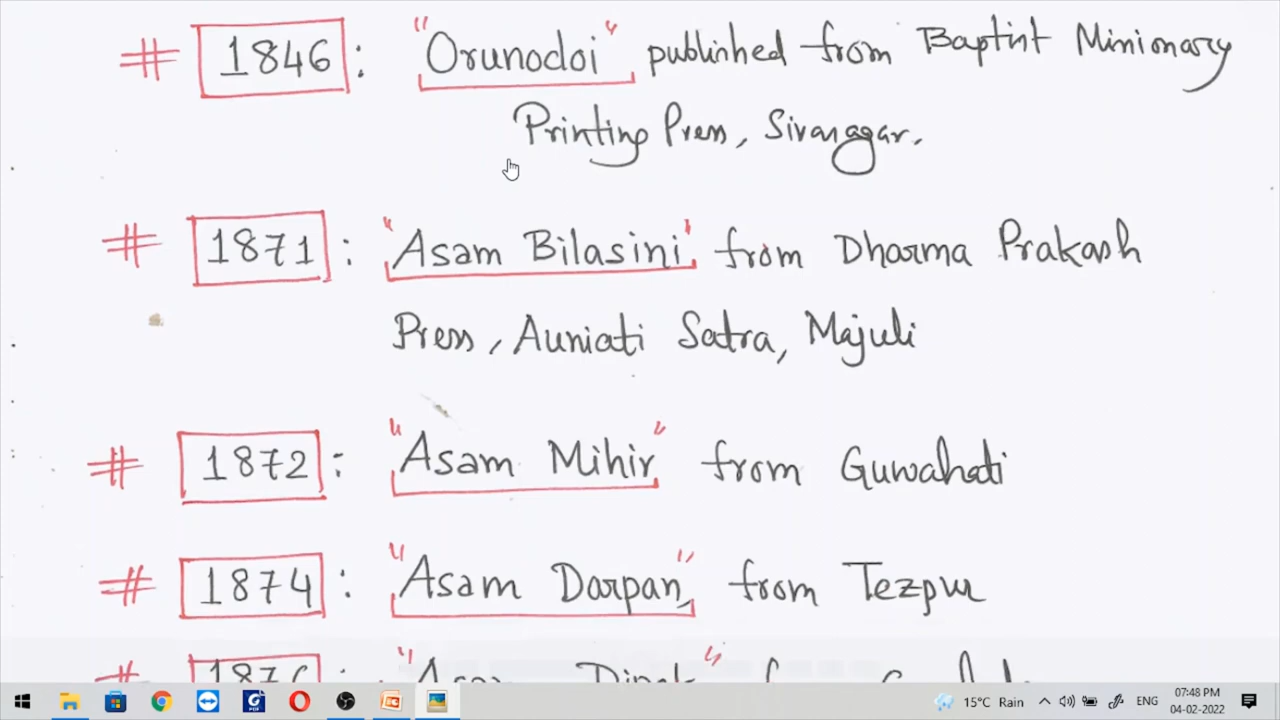 # 1846 : "Orunodoi" published from Baptist Missionary
Printing Press, Sivasagar.
# 1871 : "Asam Bilasini" from Dharma Prakash
Press, Auniati Satra, Majuli
# 1872 : "Asam Mihir" from Guwahati
# 1874 : "Asam Darpan" from Tezpur
15°C Rain
ENG
07:48 PM
04-02-2022